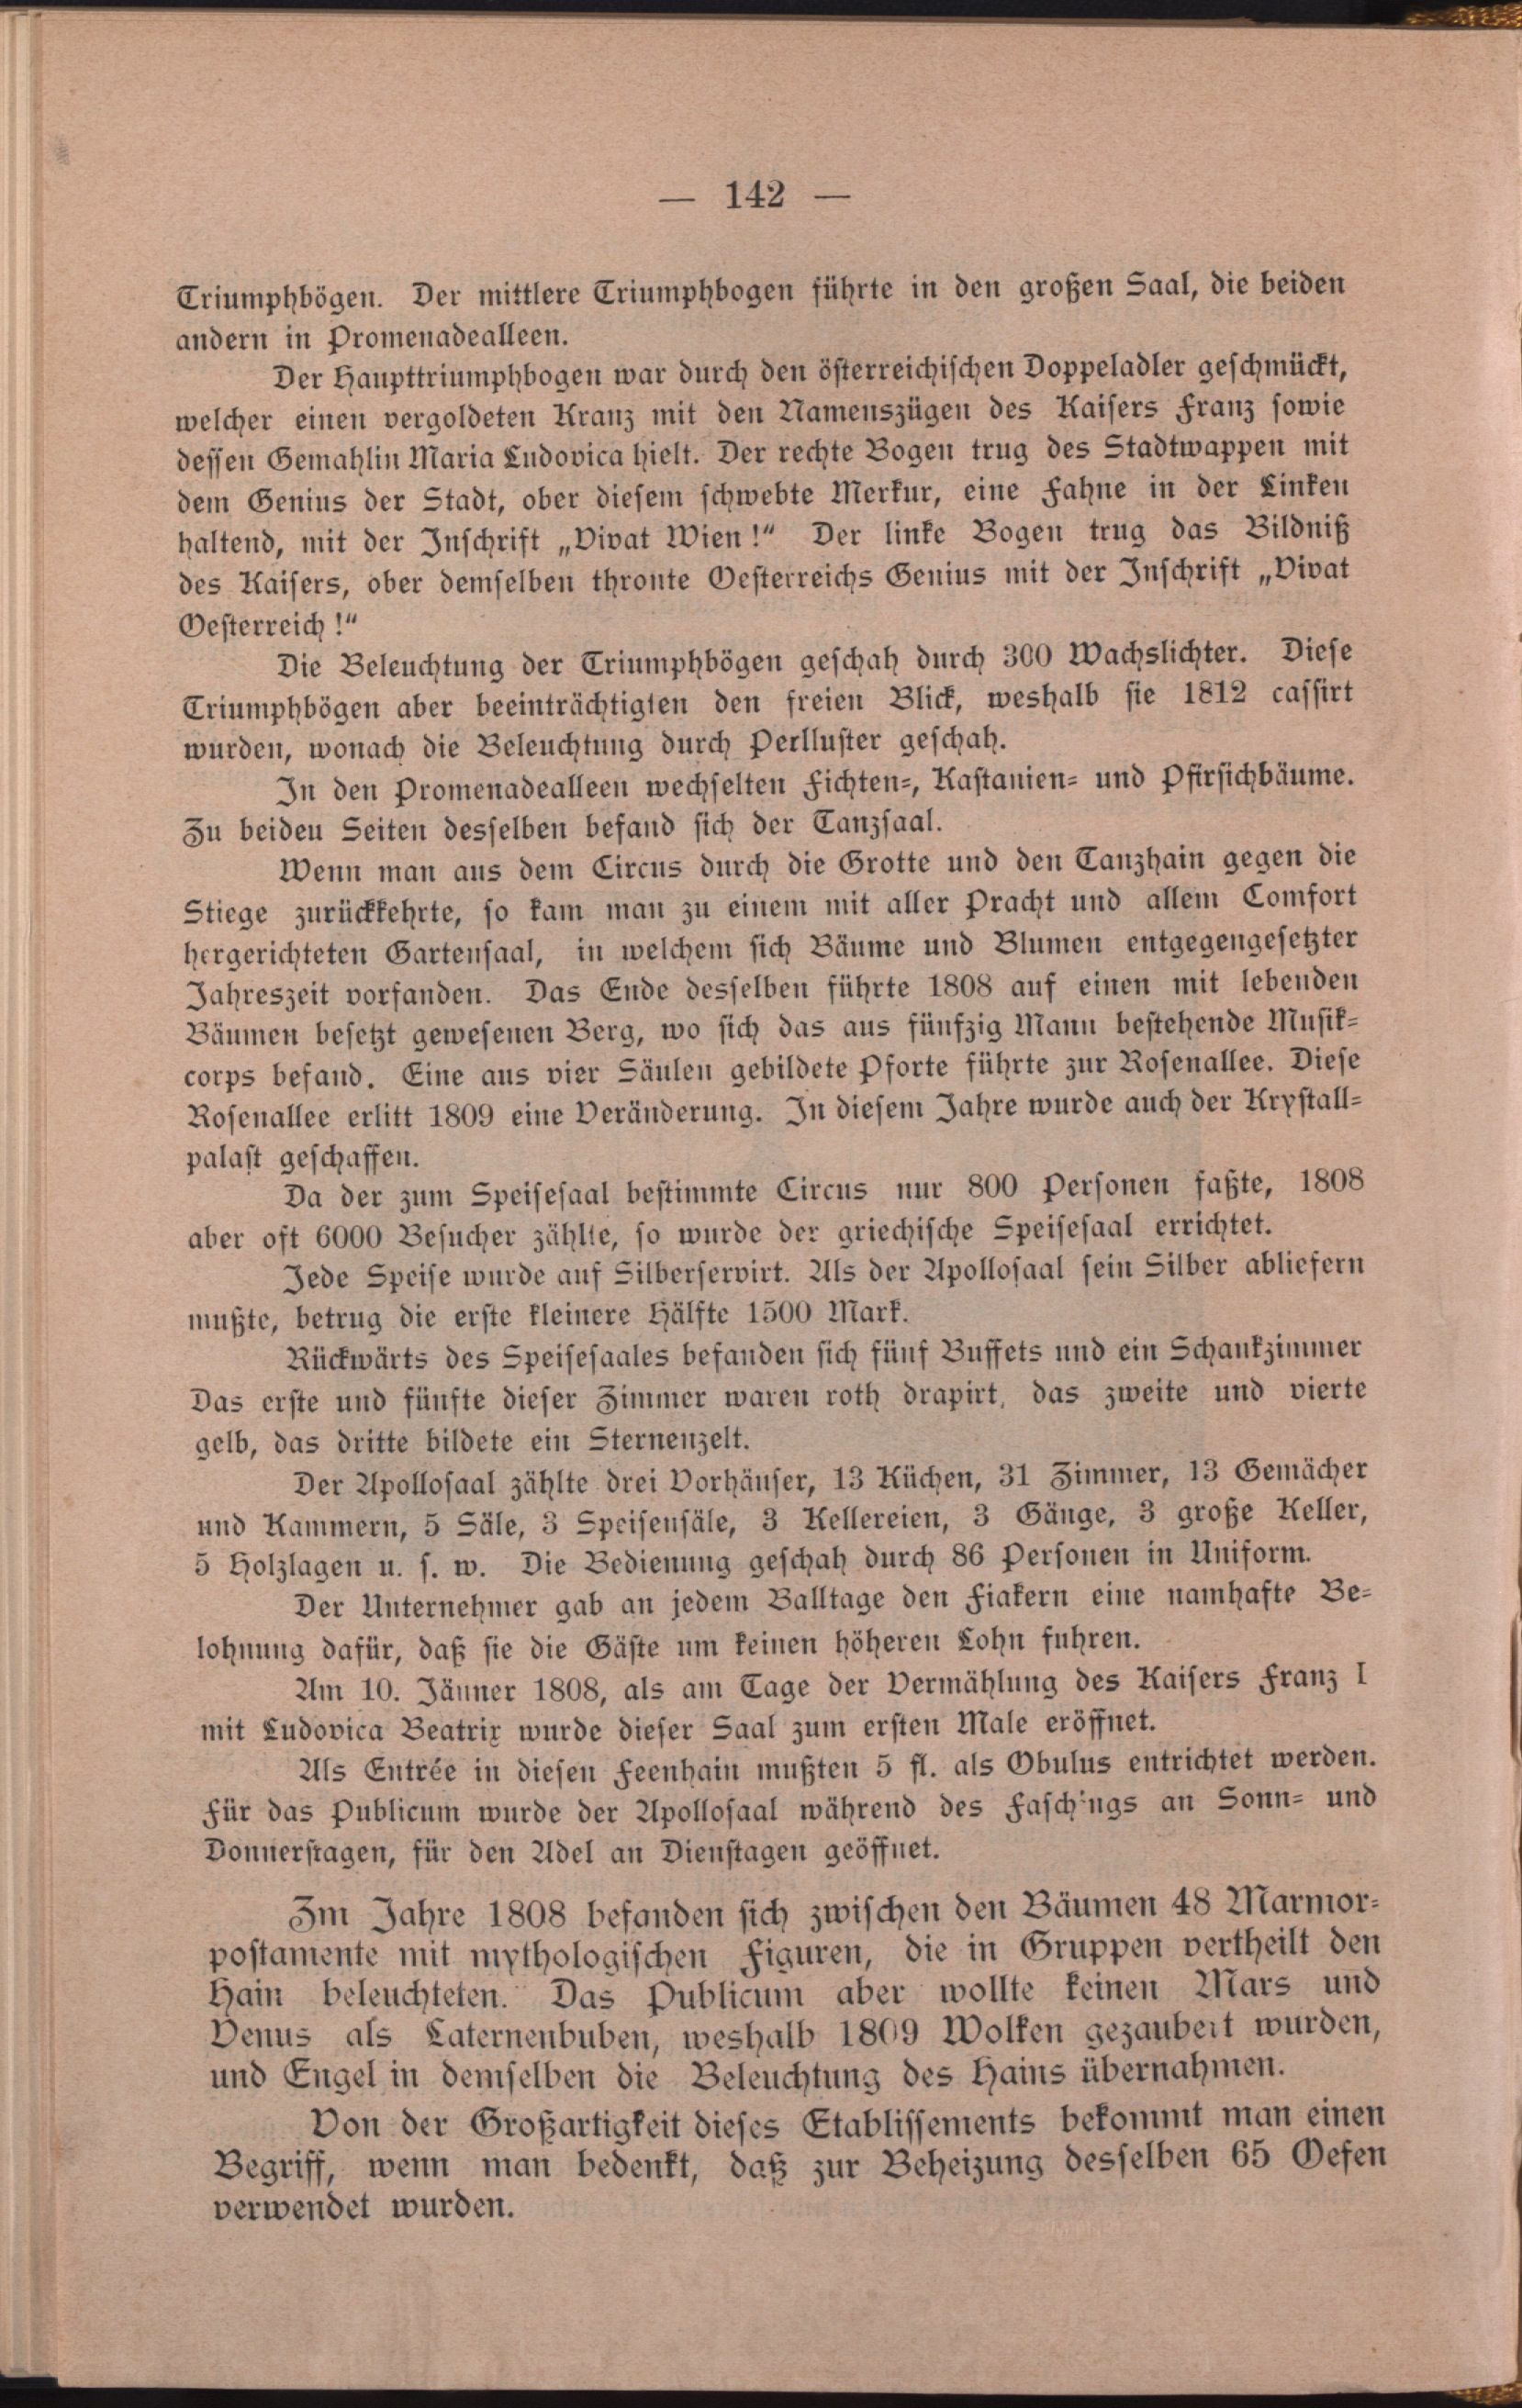 — 142 —
Triumphbögen. Der mittlere Triumphbogen führte in den großen Saal, die beiden
andern in Promenadealleen.
Der Haupttriumphbogen war durch den österreichischen Doppeladler geschmückt,
welcher einen vergoldeten Kranz mit den Namenszügen des Kaisers Franz sowie
dessen Gemahlin Maria Ludovica hielt. Der rechte Bogen trug des Stadtwappen mit
dem Genius der Stadt, ober diesem schwebte Merkur, eine Fahne in der Linken
haltend, mit der Inschrift „Vivat Wien!“ Der linke Bogen trug das Bildniß
des Kaisers, ober demselben thronte Oesterreichs Genius mit der Inschrift „Vivat
Oesterreich!“
Die Beleuchtung der Triumphbögen geschah durch 300 Wachslichter. Diese
Triumphbögen aber beeinträchtigten den freien Blick, weshalb sie 1812 cassirt
wurden, wonach die Beleuchtung durch Perlluster geschah.
In den Promenadealleen wechselten Fichten-, Kastanien- und Pfirsichbäume.
Zu beiden Seiten desselben befand sich der Tanzsaal.
Wenn man aus dem Circus durch die Grotte und den Tanzhain gegen die
Stiege zurückkehrte, so kam man zu einem mit aller Pracht und allem Comfort
hergerichteten Gartensaal, in welchem sich Bäume und Blumen entgegengesetzter
Jahreszeit vorfanden. Das Ende desselben führte 1808 auf einen mit lebenden
Bäumen besetzt gewesenen Berg, wo sich das aus fünfzig Mann bestehende Musik-
corps befand. Eine aus vier Säulen gebildete Pforte führte zur Rosenallee. Diese
Rosenallee erlitt 1809 eine Veränderung. In diesem Jahre wurde auch der Krystall-
palast geschaffen.
Da der zum Speisesaal bestimmte Circus nur 800 Personen faßte, 1808
aber oft 6000 Besucher zählte, so wurde der griechische Speisesaal errichtet.
Jede Speise wurde auf Silberservirt. Als der Apollosaal sein Silber abliefern
mußte, betrug die erste kleinere Hälfte 1500 Mark.
Rückwärts des Speisesaales befanden sich fünf Buffets und ein Schankzimmer
Das erste und fünfte dieser Zimmer waren roth drapirt, das zweite und vierte
gelb, das dritte bildete ein Sternenzelt.
Der Apollosaal zählte drei Vorhäuser, 13 Küchen, 31 Zimmer, 13 Gemächer
und Kammern, 5 Säle, 3 Speisensäle, 3 Kellereien, 3 Gänge, 3 große Keller,
5 Holzlagen u. s. w. Die Bedienung geschah durch 86 Personen in Uniform.
Der Unternehmer gab an jedem Balltage den Fiakern eine namhafte Be-
lohnung dafür, daß sie die Gäste um keinen höheren Lohn fuhren.
Am 10. Jänner 1808, als am Tage der Vermählung des Kaisers Franz I
mit Ludovica Beatrix wurde dieser Saal zum ersten Male eröffnet.
Als Entrée in diesen Feenhain mußten 5 fl. als Obulus entrichtet werden.
Für das Publicum wurde der Apollosaal während des Faschings an Sonn- und
Donnerstagen, für den Adel an Dienstagen geöffnet.
Im Jahre 1808 befanden sich zwischen den Bäumen 48 Marmor-
postamente mit mythologischen Figuren, die in Gruppen vertheilt den
Hain beleuchteten. Das Publicum aber wollte keinen Mars und
Venus als Laternenbuben, weshalb 1809 Wolken gezaubert wurden,
und Engel in demselben die Beleuchtung des Hains übernahmen.
Von der Großartigkeit dieses Etablissements bekommt man einen
Begriff, wenn man bedenkt, daß zur Beheizung desselben 65 Oefen
verwendet wurden.